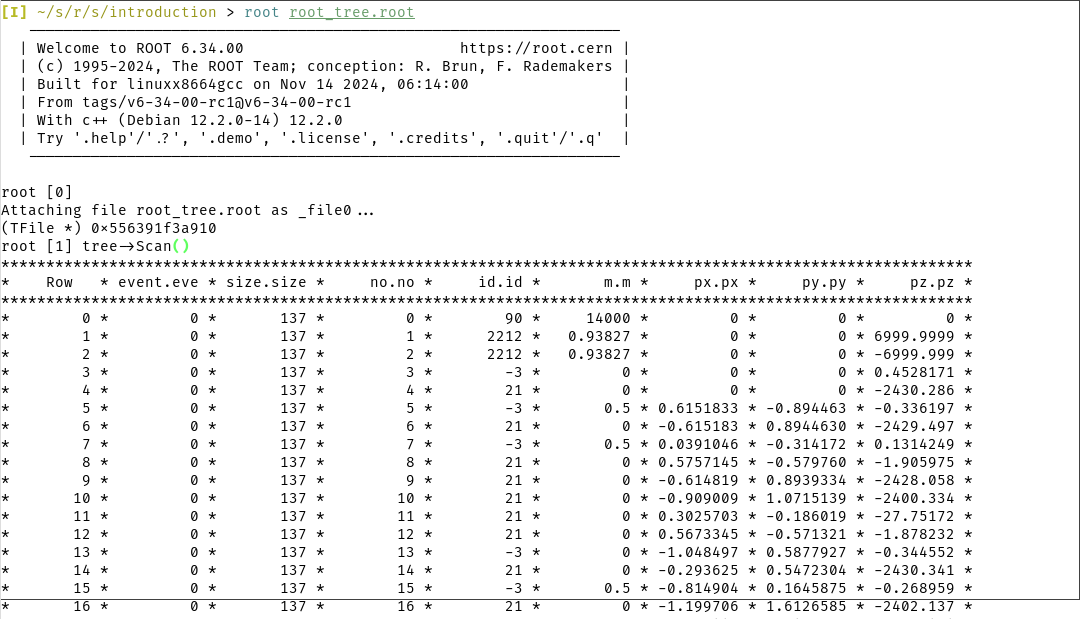 [I] ~/s/r/s/introduction > root root_tree.root
| Welcome to ROOT 6.34.00 https://root.cern |
| (c) 1995-2024, The ROOT Team; conception: R. Brun, F. Rademakers |
| Built for linuxx8664gcc on Nov 14 2024, 06:14:00 |
| From tags/v6-34-00-rc1@v6-34-00-rc1 |
| With c++ (Debian 12.2.0-14) 12.2.0 |
| Try '.help'/'.?', '.demo', '.license', '.credits', '.quit'/'.q' |
root [0]
Attaching file root_tree.root as _file0...
(TFile *) 0x556391f3a910
root [1] tree->Scan()
************************************************************************************************************
* Row * event.eve * size.size * no.no * id.id * m.m * px.px * py.py * pz.pz *
************************************************************************************************************
* 0 * 0 * 137 * 0 * 90 * 14000 * 0 * 0 * 0 *
* 1 * 0 * 137 * 1 * 2212 * 0.93827 * 0 * 0 * 6999.9999 *
* 2 * 0 * 137 * 2 * 2212 * 0.93827 * 0 * 0 * -6999.999 *
* 3 * 0 * 137 * 3 * -3 * 0 * 0 * 0 * 0.4528171 *
* 4 * 0 * 137 * 4 * 21 * 0 * 0 * 0 * -2430.286 *
* 5 * 0 * 137 * 5 * -3 * 0.5 * 0.6151833 * -0.894463 * -0.336197 *
* 6 * 0 * 137 * 6 * 21 * 0 * -0.615183 * 0.8944630 * -2429.497 *
* 7 * 0 * 137 * 7 * -3 * 0.5 * 0.0391046 * -0.314172 * 0.1314249 *
* 8 * 0 * 137 * 8 * 21 * 0 * 0.5757145 * -0.579760 * -1.905975 *
* 9 * 0 * 137 * 9 * 21 * 0 * -0.614819 * 0.8939334 * -2428.058 *
* 10 * 0 * 137 * 10 * 21 * 0 * -0.909009 * 1.0715139 * -2400.334 *
* 11 * 0 * 137 * 11 * 21 * 0 * 0.3025703 * -0.186019 * -27.75172 *
* 12 * 0 * 137 * 12 * 21 * 0 * 0.5673345 * -0.571321 * -1.878232 *
* 13 * 0 * 137 * 13 * -3 * 0 * -1.048497 * 0.5877927 * -0.344552 *
* 14 * 0 * 137 * 14 * 21 * 0 * -0.293625 * 0.5472304 * -2430.341 *
* 15 * 0 * 137 * 15 * -3 * 0.5 * -0.814904 * 0.1645875 * -0.268959 *
* 16 * 0 * 137 * 16 * 21 * 0 * -1.199706 * 1.6126585 * -2402.137 *